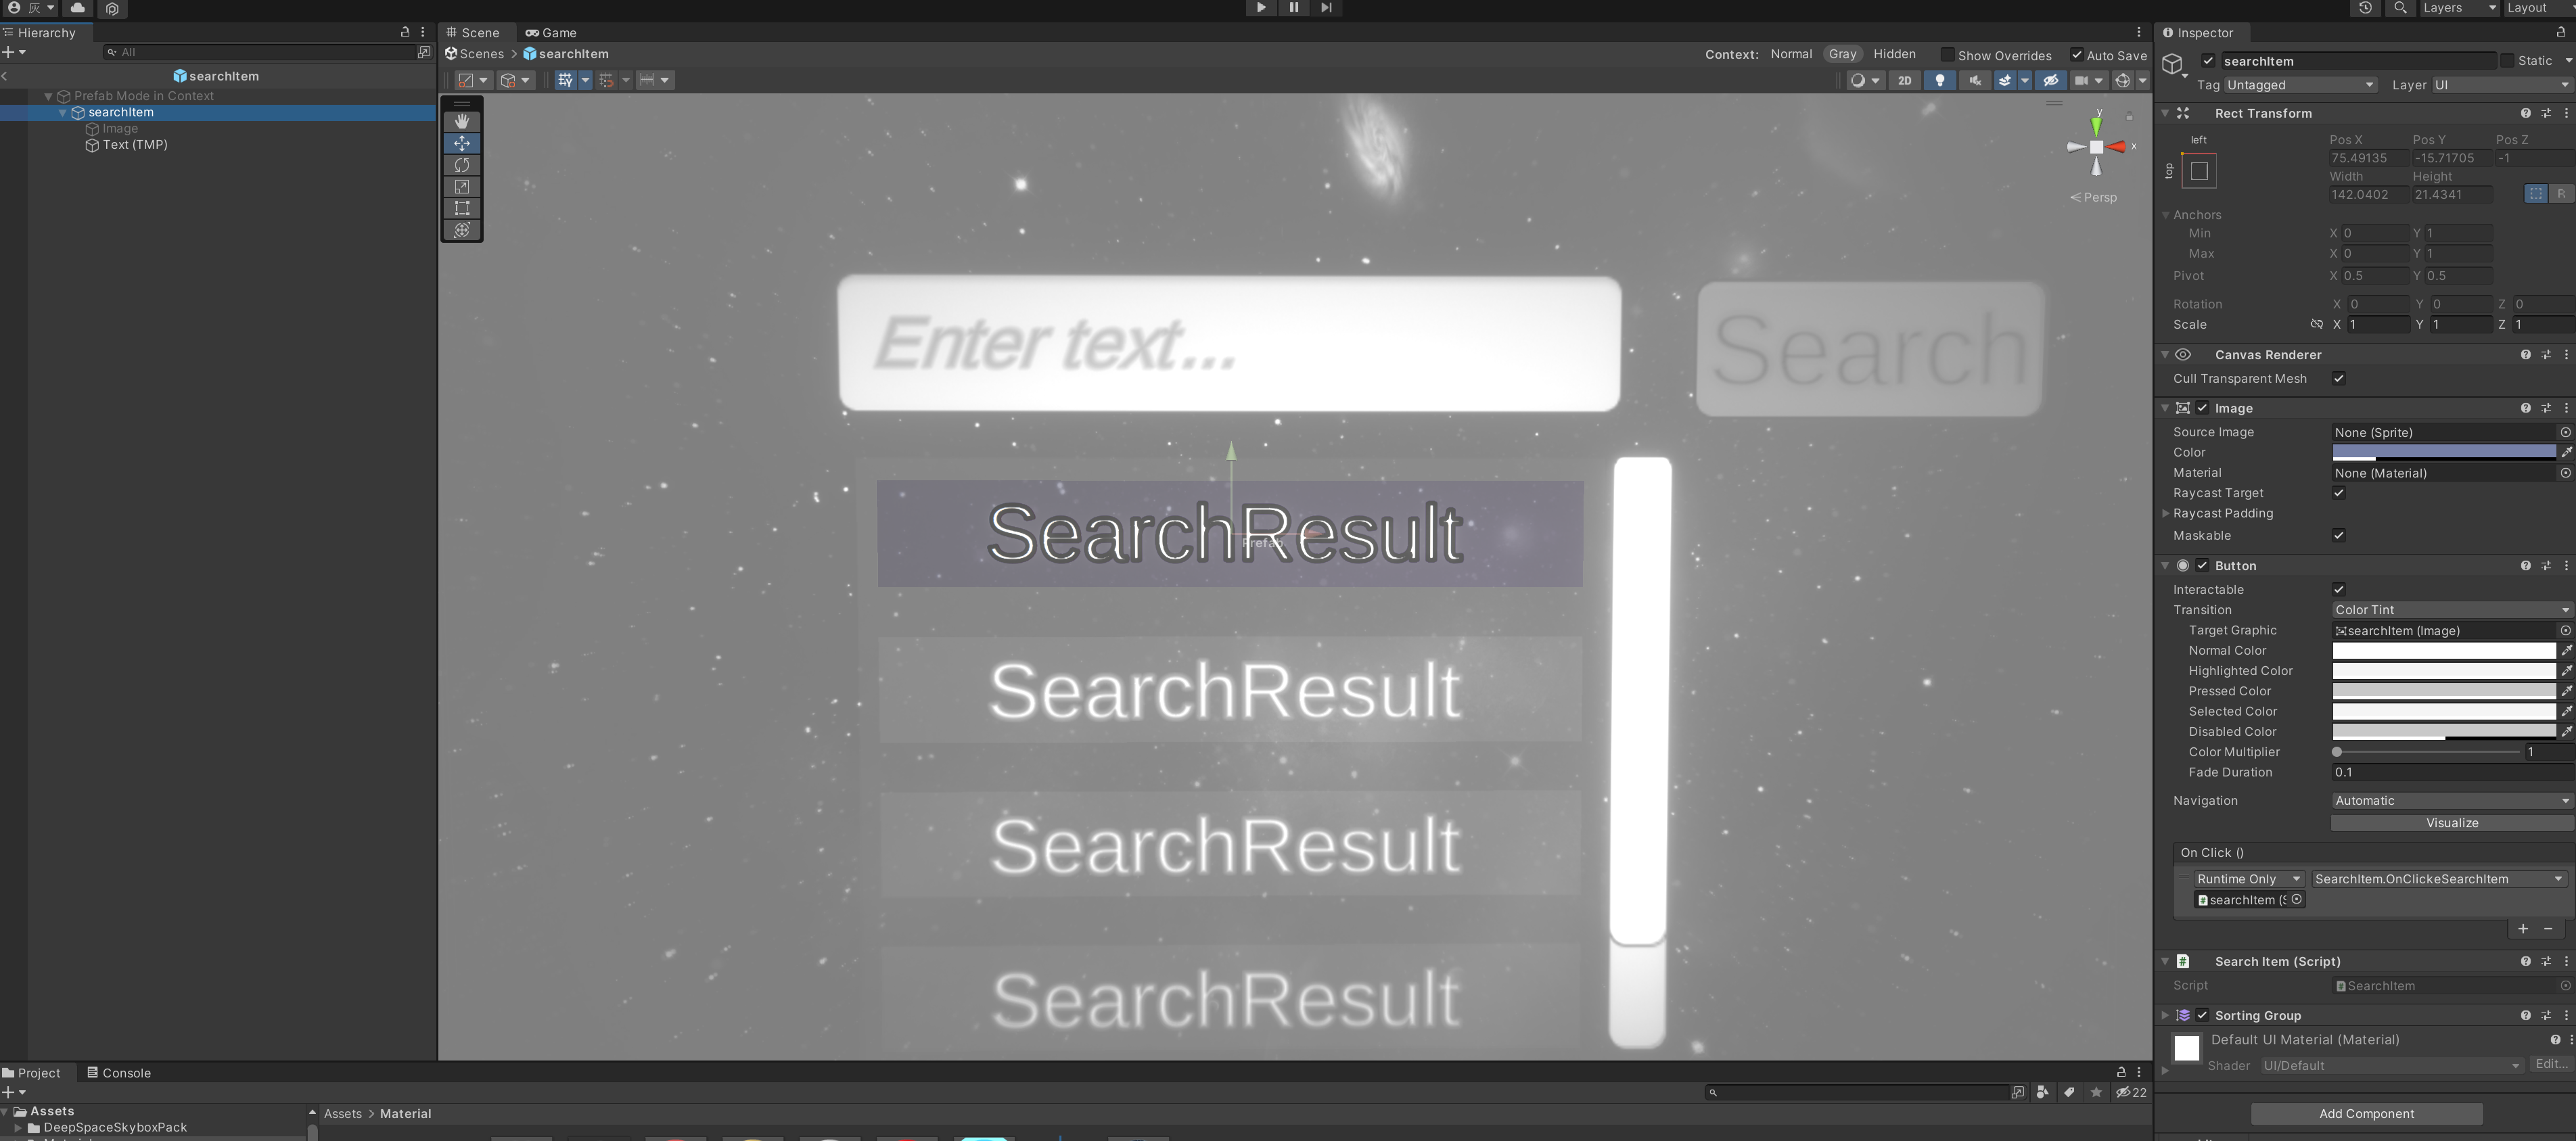 灰
Layers
Layout
Hierarchy
All
searchItem
Prefab Mode in Context
searchItem
Image
Text (TMP)
Scene
Game
Scenes
searchItem
Context:
Normal
Gray
Hidden
Show Overrides
Auto Save
2D
y
x
Persp
Enter text...
Search
SearchResult
Prefab
SearchResult
SearchResult
SearchResult
Inspector
searchItem
Static
Tag
Untagged
Layer
UI
Rect Transform
left
top
Pos X
Pos Y
Pos Z
75.49135
-15.71705
-1
Width
Height
142.0402
21.4341
R
Anchors
Min
X 0
Y 1
Max
X 0
Y 1
Pivot
X 0.5
Y 0.5
Rotation
X 0
Y 0
Z 0
Scale
X 1
Y 1
Z 1
Canvas Renderer
Cull Transparent Mesh
Image
Source Image
None (Sprite)
Color
Material
None (Material)
Raycast Target
Raycast Padding
Maskable
Button
Interactable
Transition
Color Tint
Target Graphic
searchItem (Image)
Normal Color
Highlighted Color
Pressed Color
Selected Color
Disabled Color
Color Multiplier
1
Fade Duration
0.1
Navigation
Automatic
Visualize
On Click ()
Runtime Only
SearchItem.OnClickeSearchItem
searchItem (S
Search Item (Script)
Script
SearchItem
Sorting Group
Default UI Material (Material)
Shader
UI/Default
Edit...
Add Component
Project
Console
22
Assets
DeepSpaceSkyboxPack
Assets > Material